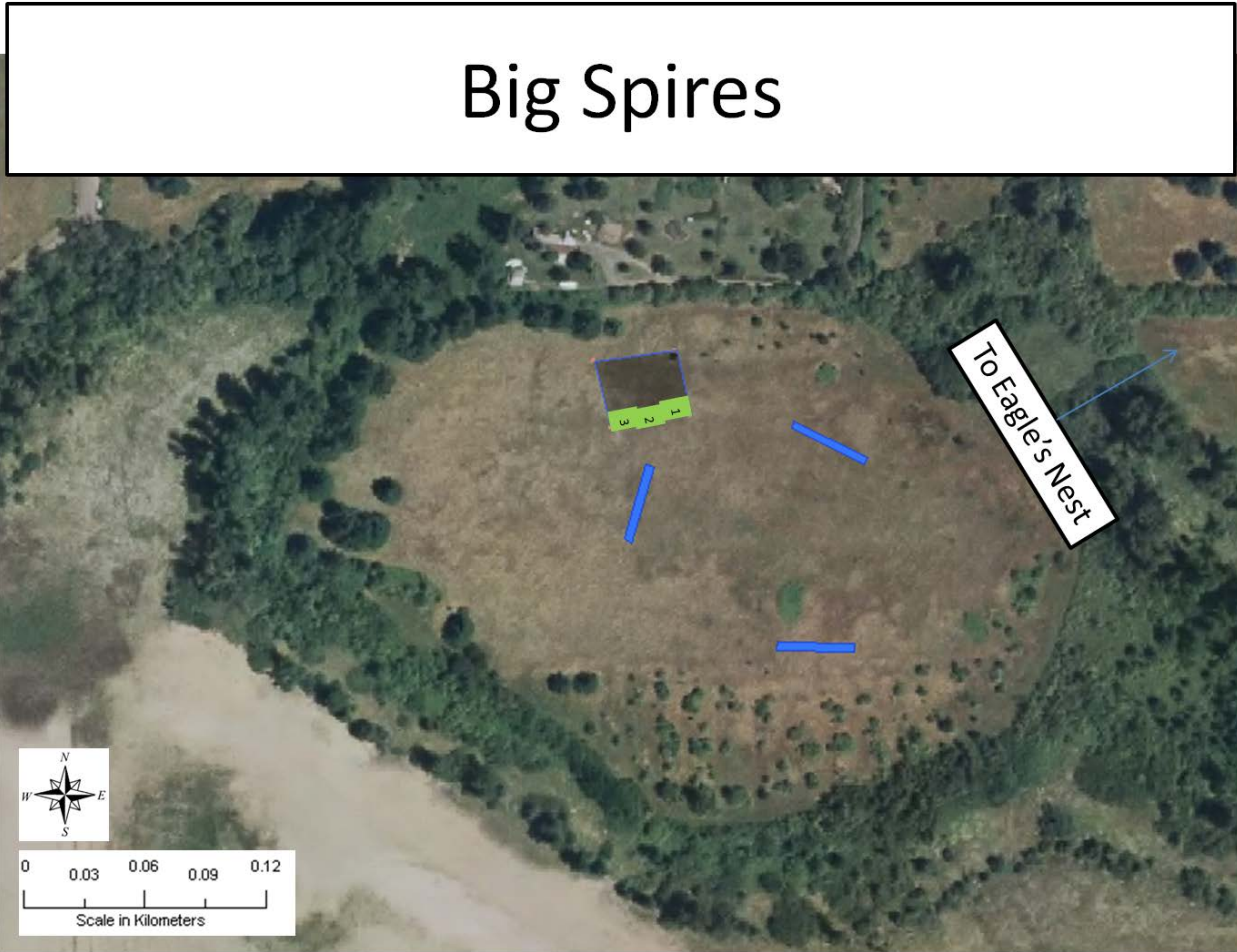 Big Spires
To Eagle's Nest
3 2 1
N
W E
S
0 0.03 0.06 0.09 0.12
Scale in Kilometers